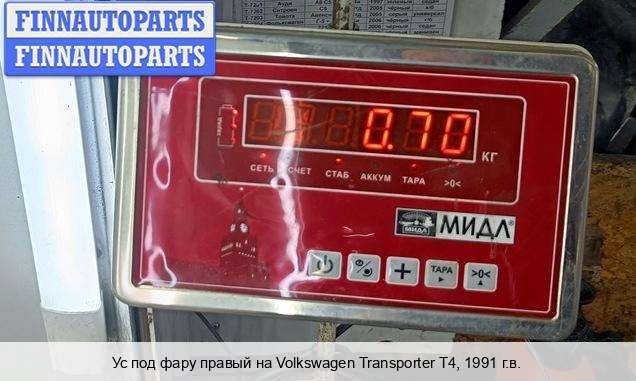 FINNAUTOPARTS
FINNAUTOPARTS
0.70
КГ
СЕТЬ СЧЕТ СТАБ АККУМ ТАРА >0<
МИДЛ МИДЛ®
ТАРА >0<
Ус под фару правый на Volkswagen Transporter T4, 1991 г.в.